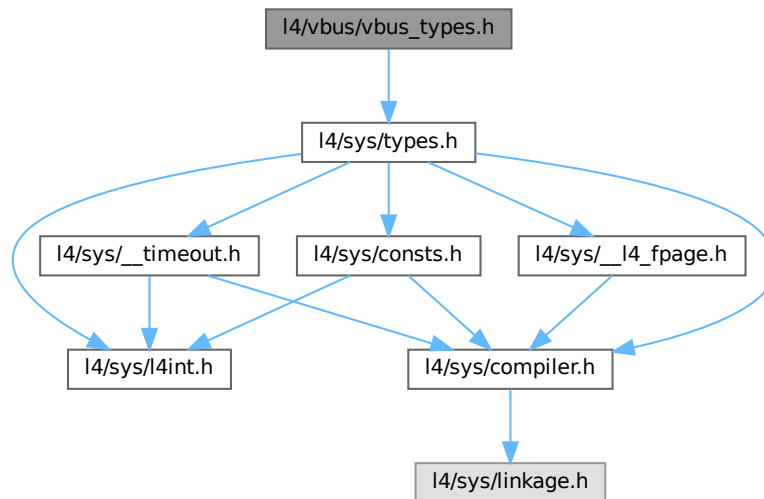 l4/vbus/vbus_types.h
l4/sys/types.h
l4/sys/__timeout.h
l4/sys/consts.h
l4/sys/__l4_fpage.h
l4/sys/l4int.h
l4/sys/compiler.h
l4/sys/linkage.h